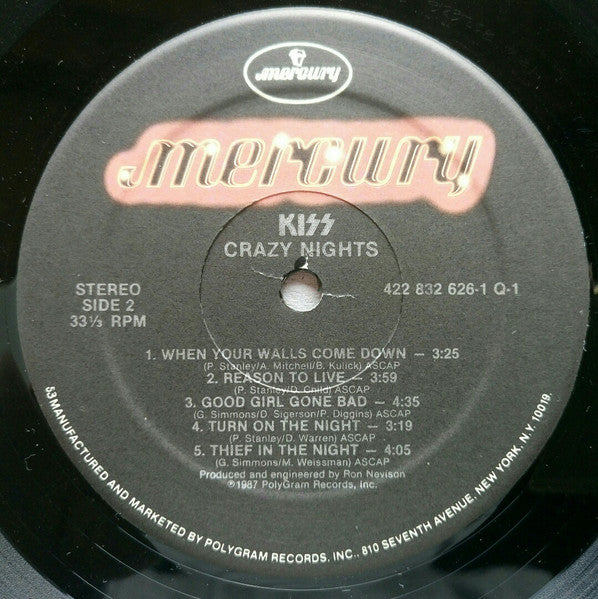 mercury
mercury
KISS
CRAZY NIGHTS
STEREO
SIDE 2
33⅓ RPM
422 832 626-1 Q-1
1. WHEN YOUR WALLS COME DOWN — 3:25
(P. Stanley/A. Mitchell/B. Kulick) ASCAP
2. REASON TO LIVE — 3:59
(P. Stanley/D. Child) ASCAP
3. GOOD GIRL GONE BAD — 4:35
(G. Simmons/D. Sigerson/P. Diggins) ASCAP
4. TURN ON THE NIGHT — 3:19
(P. Stanley/D. Warren) ASCAP
5. THIEF IN THE NIGHT — 4:05
(G. Simmons/M. Weissman) ASCAP
Produced and engineered by Ron Nevison
℗1987 PolyGram Records, Inc.
53 MANUFACTURED AND MARKETED BY POLYGRAM RECORDS, INC., 810 SEVENTH AVENUE, NEW YORK, N.Y. 10019